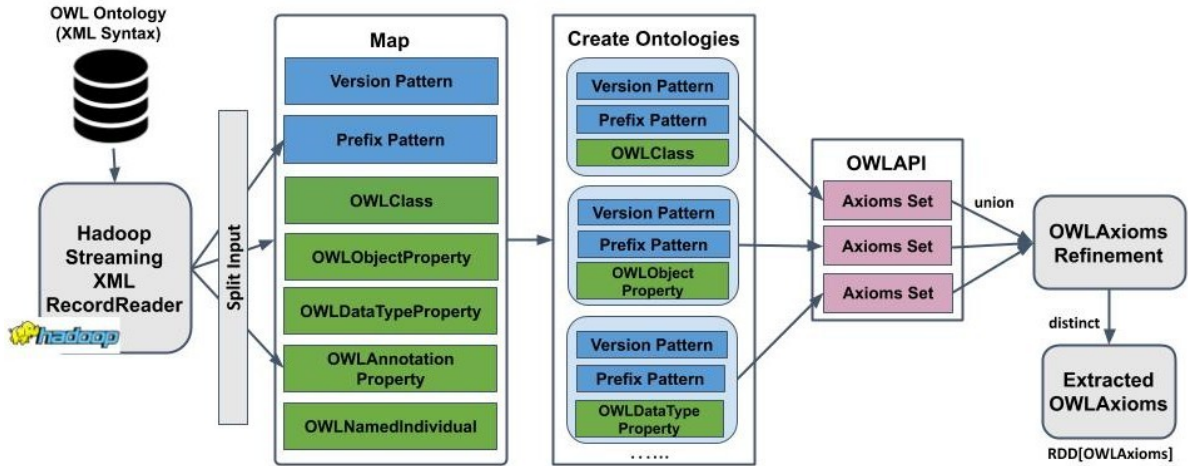 OWL Ontology
(XML Syntax)
Hadoop
Streaming
XML
RecordReader
hadoop
Split Input
Map
Version Pattern
Prefix Pattern
OWLClass
OWLObjectProperty
OWLDataTypeProperty
OWLAnnotation
Property
OWLNamedIndividual
Create Ontologies
Version Pattern
Prefix Pattern
OWLClass
Version Pattern
Prefix Pattern
OWLObject
Property
Version Pattern
Prefix Pattern
OWLDataType
Property
......
OWLAPI
Axioms Set
Axioms Set
Axioms Set
union
OWLAxioms
Refinement
distinct
Extracted
OWLAxioms
RDD[OWLAxioms]